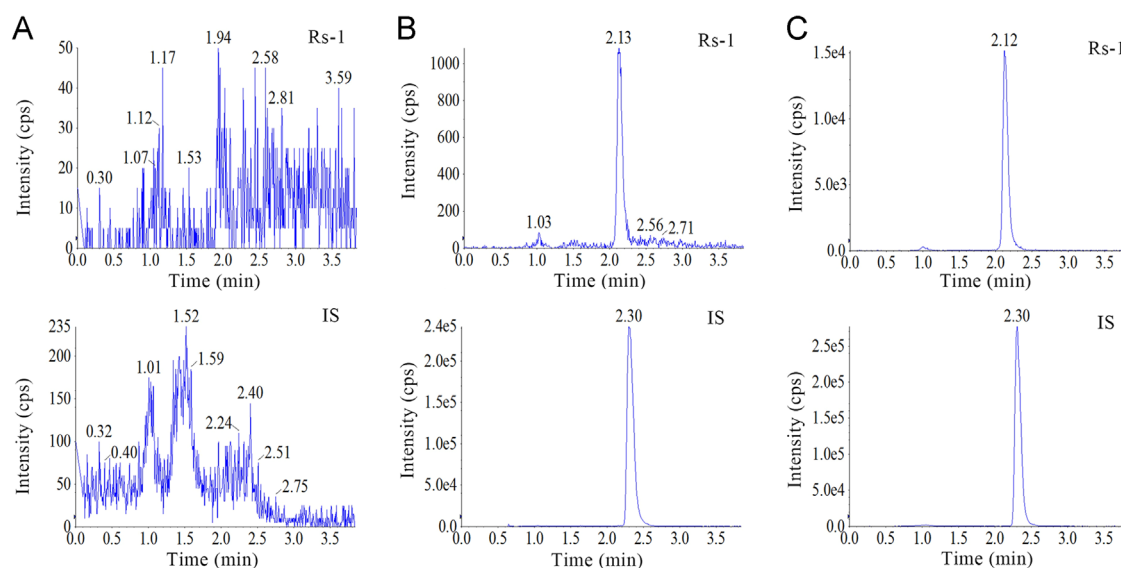 A
Rs-1
Intensity (cps)
50
40
30
20
10
0
0.30
1.07
1.12
1.17
1.53
1.94
2.58
2.81
3.59
0.0 0.5 1.0 1.5 2.0 2.5 3.0 3.5
Time (min)
B
Rs-1
Intensity (cps)
1000
800
600
400
200
0
1.03
2.13
2.56
2.71
0.0 0.5 1.0 1.5 2.0 2.5 3.0 3.5
Time (min)
C
Rs-1
Intensity (cps)
1.5e4
1.0e4
5.0e3
0.0
2.12
0.0 0.5 1.0 1.5 2.0 2.5 3.0 3.5
Time (min)
IS
Intensity (cps)
235
200
150
100
50
0
0.32
0.40
1.01
1.52
1.59
2.24
2.40
2.51
2.75
0.0 0.5 1.0 1.5 2.0 2.5 3.0 3.5
Time (min)
IS
Intensity (cps)
2.4e5
2.0e5
1.5e5
1.0e5
5.0e4
0.0
2.30
0.0 0.5 1.0 1.5 2.0 2.5 3.0 3.5
Time (min)
IS
Intensity (cps)
2.5e5
2.0e5
1.5e5
1.0e5
5.0e4
0.0
2.30
0.0 0.5 1.0 1.5 2.0 2.5 3.0 3.5
Time (min)